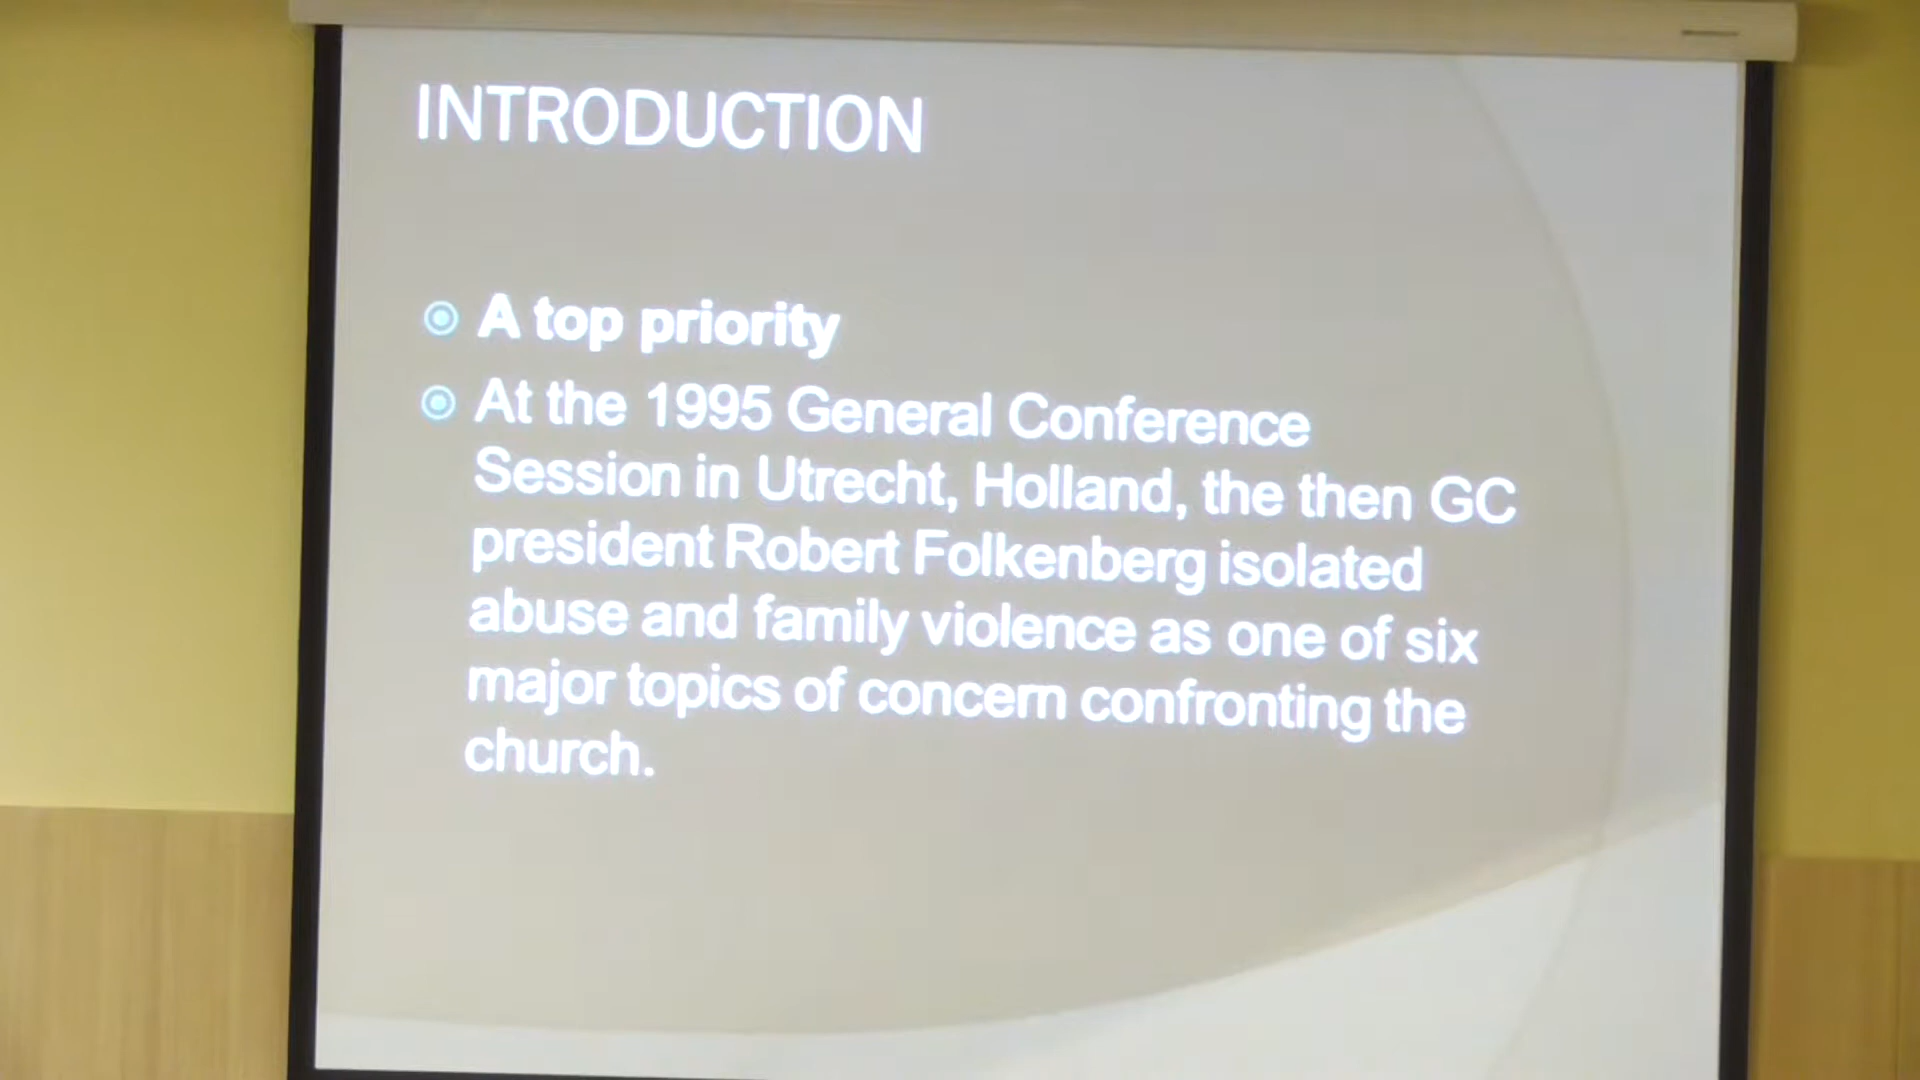 INTRODUCTION
A top priority
At the 1995 General Conference
Session in Utrecht, Holland, the then GC
president Robert Folkenberg isolated
abuse and family violence as one of six
major topics of concern confronting the
church.